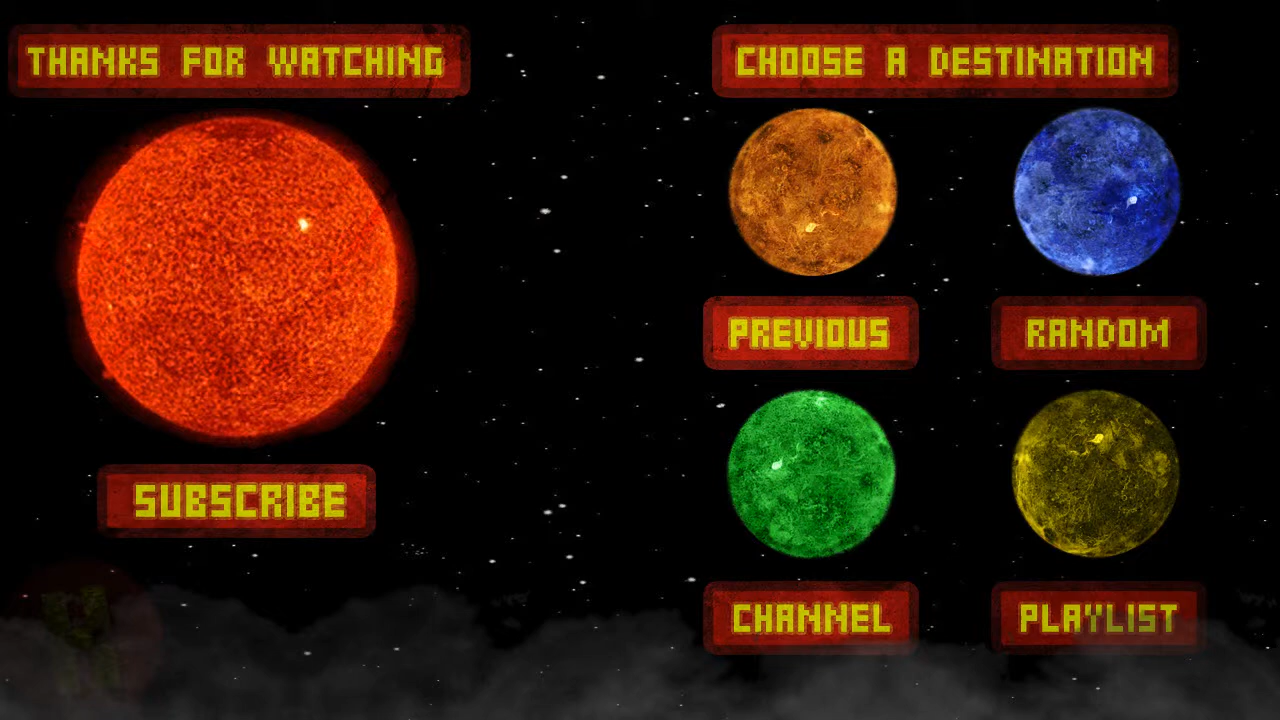 THANKS FOR WATCHING
SUBSCRIBE
CHOOSE A DESTINATION
PREVIOUS
RANDOM
CHANNEL
PLAYLIST